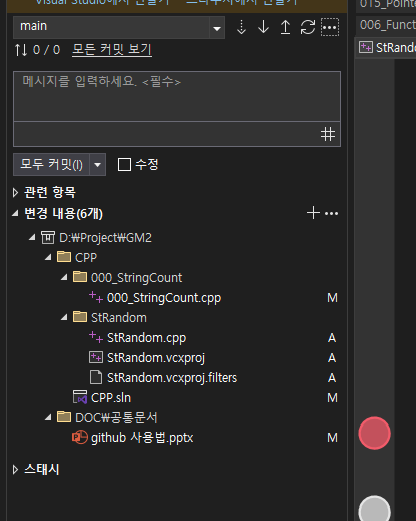 main
0 / 0 모든 커밋 보기
메시지를 입력하세요. <필수>
모두 커밋(I) 수정
관련 항목
변경 내용(6개)
D:\Project\GM2
CPP
000_StringCount
000_StringCount.cpp M
StRandom
StRandom.cpp A
StRandom.vcxproj A
StRandom.vcxproj.filters A
CPP.sln M
DOC\공통문서
github 사용법.pptx M
스태시
015_Pointe
006_Funct
StRandom